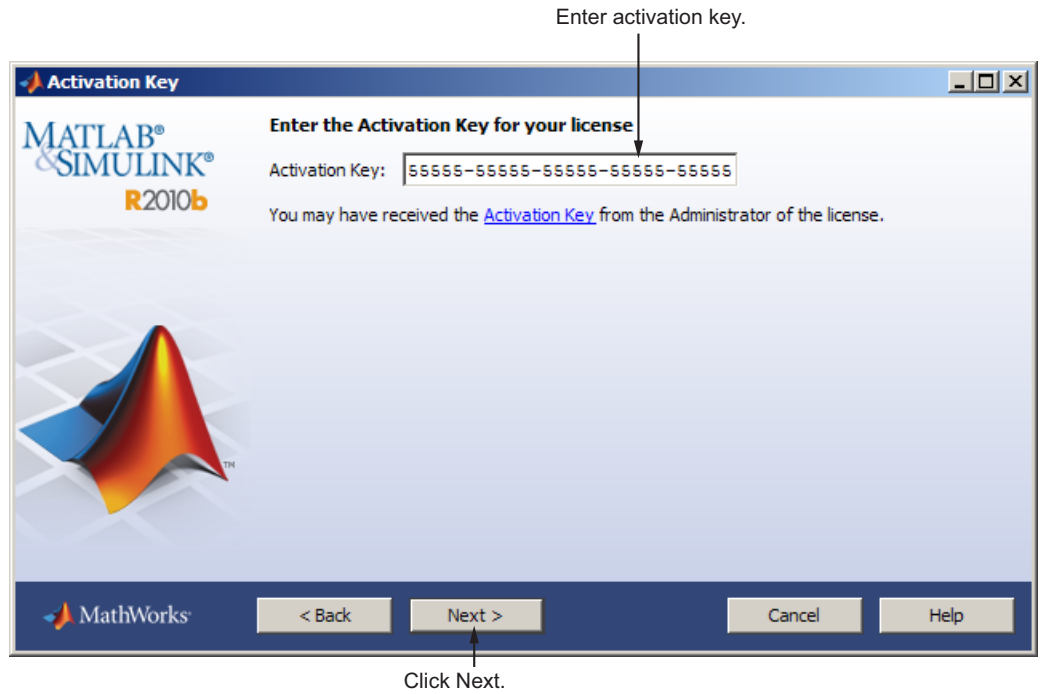 Enter activation key.
Activation Key
MATLAB®
&SIMULINK®
R2010b
Enter the Activation Key for your license
Activation Key: 55555-55555-55555-55555-55555
You may have received the Activation Key from the Administrator of the license.
TM
MathWorks
< Back
Next >
Cancel
Help
Click Next.